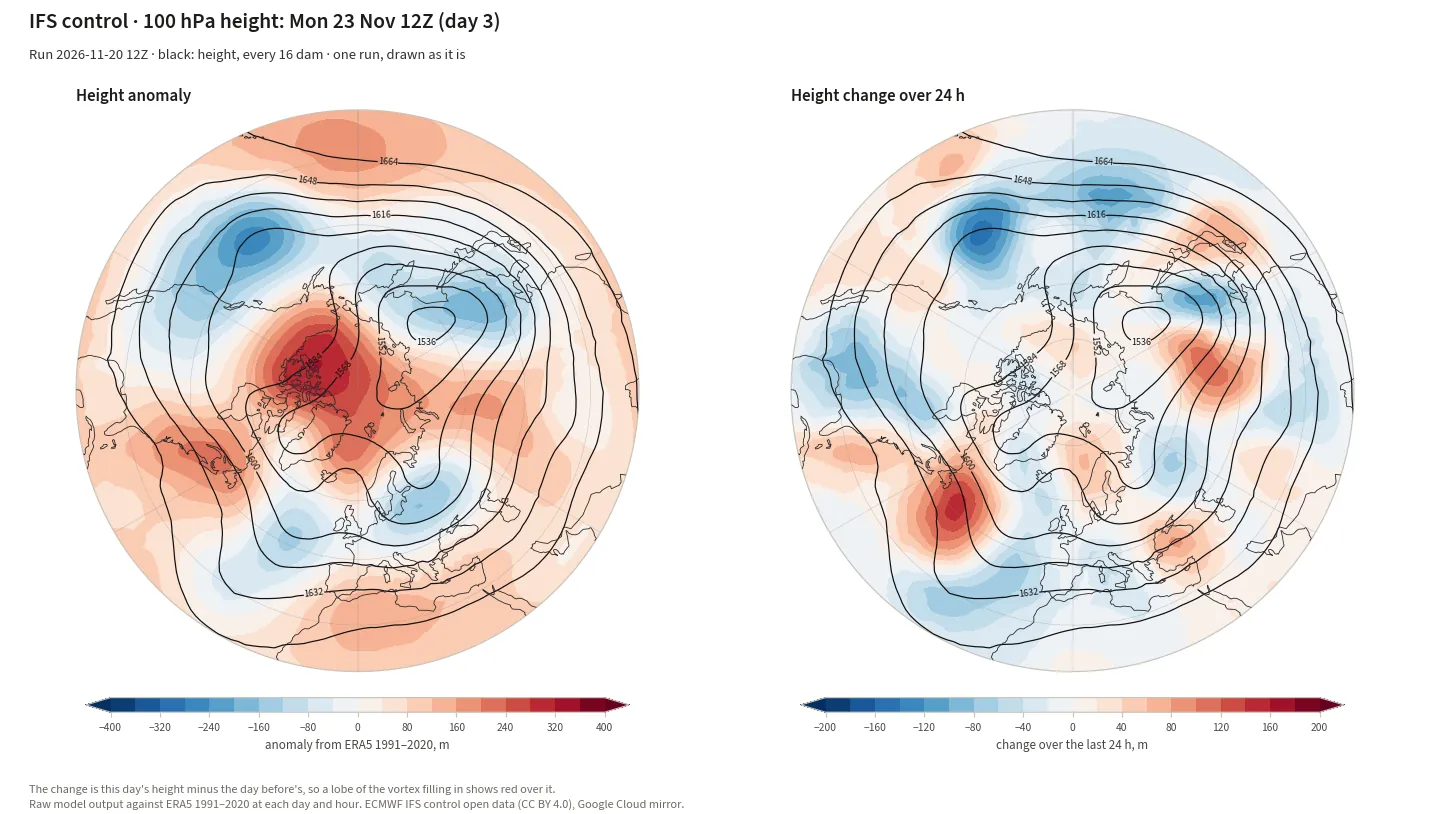 IFS control · 100 hPa height: Mon 23 Nov 12Z (day 3)
Run 2026-11-20 12Z · black: height, every 16 dam · one run, drawn as it is
Height anomaly
Height change over 24 h
1664
1648
1616
1536
1552
1568
1584
1600
1632
1664
1648
1616
1536
1552
1568
1584
1600
1632
−400 −320 −240 −160 −80 0 80 160 240 320 400
anomaly from ERA5 1991–2020, m
−200 −160 −120 −80 −40 0 40 80 120 160 200
change over the last 24 h, m
The change is this day's height minus the day before's, so a lobe of the vortex filling in shows red over it.
Raw model output against ERA5 1991–2020 at each day and hour. ECMWF IFS control open data (CC BY 4.0), Google Cloud mirror.